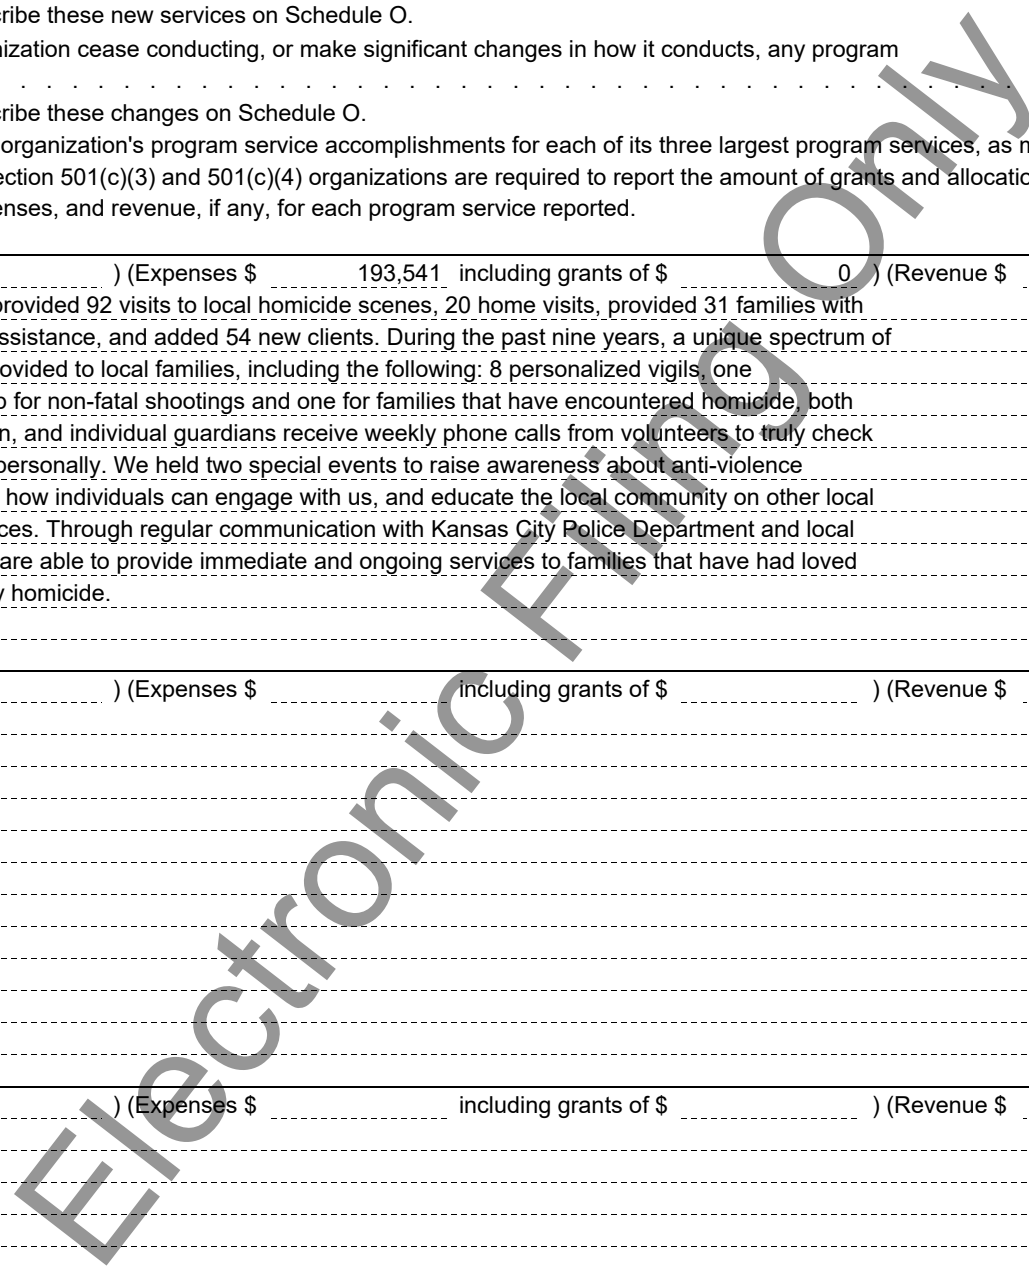 cribe these new services on Schedule O.
nization cease conducting, or make significant changes in how it conducts, any program
. . . . . . . . . . . . . . . . . . . . . . . . . . . . . . . . . . . . . . .
cribe these changes on Schedule O.
organization's program service accomplishments for each of its three largest program services, as m
ection 501(c)(3) and 501(c)(4) organizations are required to report the amount of grants and allocatio
enses, and revenue, if any, for each program service reported.
) (Expenses $ 193,541 including grants of $ 0 ) (Revenue $
provided 92 visits to local homicide scenes, 20 home visits, provided 31 families with
ssistance, and added 54 new clients. During the past nine years, a unique spectrum of
ovided to local families, including the following: 8 personalized vigils, one
o for non-fatal shootings and one for families that have encountered homicide, both
n, and individual guardians receive weekly phone calls from volunteers to truly check
personally. We held two special events to raise awareness about anti-violence
how individuals can engage with us, and educate the local community on other local
ces. Through regular communication with Kansas City Police Department and local
are able to provide immediate and ongoing services to families that have had loved
y homicide.
) (Expenses $ including grants of $ ) (Revenue $
) (Expenses $ including grants of $ ) (Revenue $
Electronic Filing Only